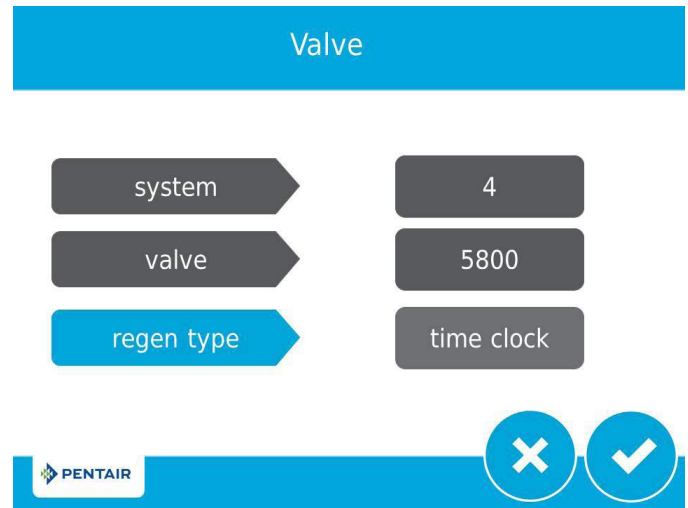 Valve
system 4
valve 5800
regen type time clock
PENTAIR